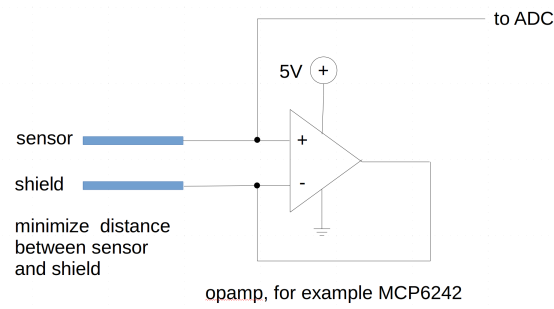 to ADC
5V +
sensor
+
shield
-
minimize distance
between sensor
and shield
opamp, for example MCP6242